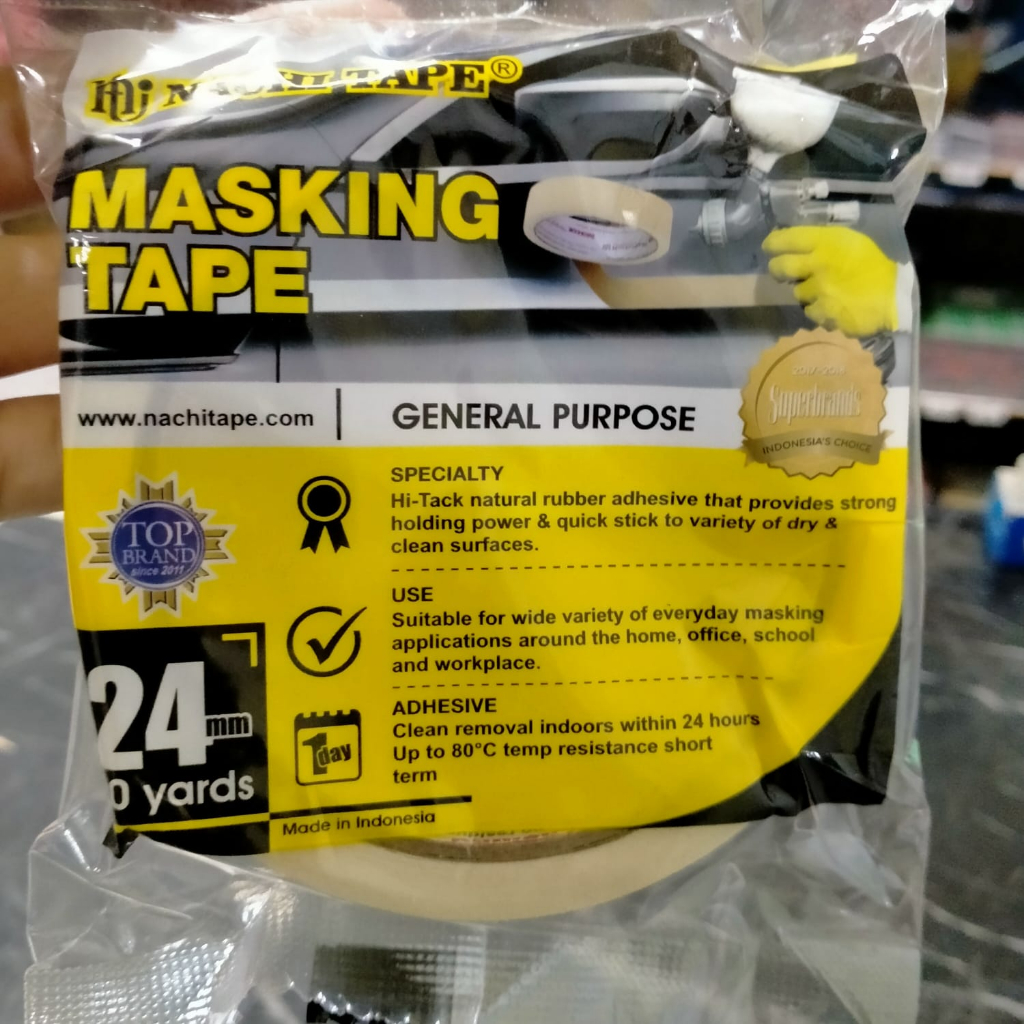 NACHI TAPE®
MASKING
TAPE
www.nachitape.com
GENERAL PURPOSE
2017-2018
Superbrands
INDONESIA'S CHOICE
TOP
BRAND
since 2011
SPECIALTY
Hi-Tack natural rubber adhesive that provides strong
holding power & quick stick to variety of dry &
clean surfaces.
USE
Suitable for wide variety of everyday masking
applications around the home, office, school
and workplace.
ADHESIVE
Clean removal indoors within 24 hours
Up to 80°C temp resistance short
term
1day
24mm
0 yards
Made in Indonesia